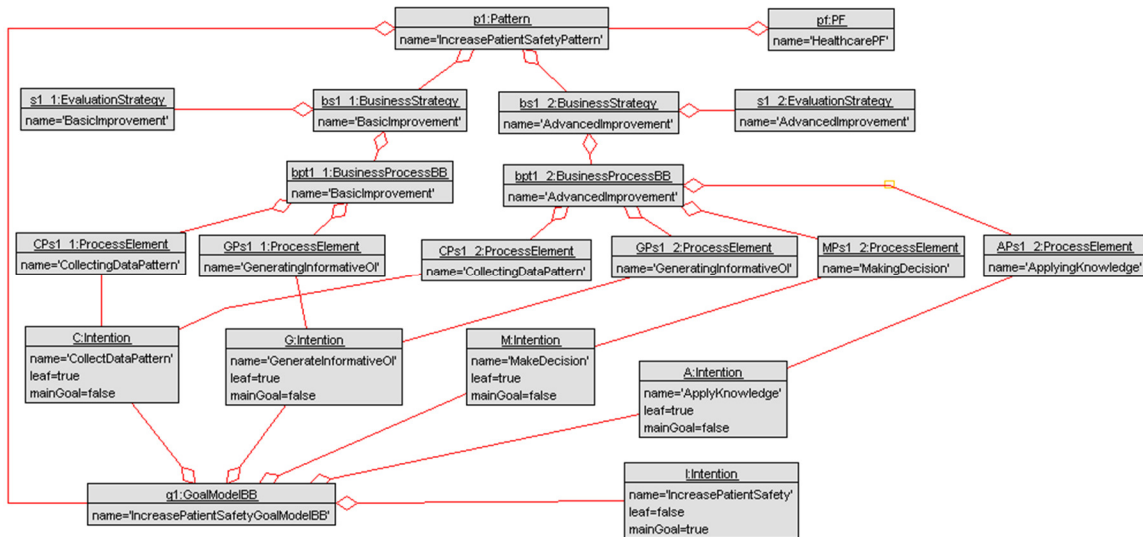 p1:Pattern
name='IncreasePatientSafetyPattern'
pf:PF
name='HealthcarePF'
s1_1:EvaluationStrategy
name='BasicImprovement'
bs1_1:BusinessStrategy
name='BasicImprovement'
bs1_2:BusinessStrategy
name='AdvancedImprovement'
s1_2:EvaluationStrategy
name='AdvancedImprovement'
bpt1_1:BusinessProcessBB
name='BasicImprovement'
bpt1_2:BusinessProcessBB
name='AdvancedImprovement'
CPs1_1:ProcessElement
name='CollectingDataPattern'
GPs1_1:ProcessElement
name='GeneratingInformativeOI'
CPs1_2:ProcessElement
name='CollectingDataPattern'
GPs1_2:ProcessElement
name='GeneratingInformativeOI'
MPs1_2:ProcessElement
name='MakingDecision'
APs1_2:ProcessElement
name='ApplyingKnowledge'
C:Intention
name='CollectDataPattern'
leaf=true
mainGoal=false
G:Intention
name='GenerateInformativeOI'
leaf=true
mainGoal=false
M:Intention
name='MakeDecision'
leaf=true
mainGoal=false
A:Intention
name='ApplyKnowledge'
leaf=true
mainGoal=false
g1:GoalModelBB
name='IncreasePatientSafetyGoalModelBB'
I:Intention
name='IncreasePatientSafety'
leaf=false
mainGoal=true